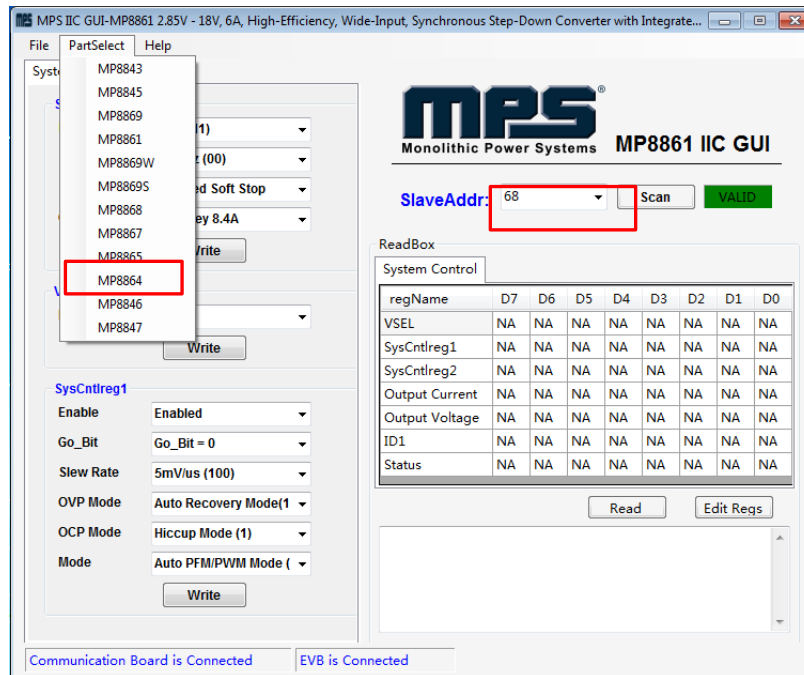 MPS IIC GUI-MP8861 2.85V - 18V, 6A, High-Efficiency, Wide-Input, Synchronous Step-Down Converter with Integrate...
File PartSelect Help
MP8843
MP8845
MP8869
MP8861
MP8869W
MP8869S
MP8868
MP8867
MP8865
MP8864
MP8846
MP8847
Syst
(00)
ed Soft Stop
ey 8.4A
Write
Write
SysCntlreg1
Enable Enabled
Go_Bit Go_Bit = 0
Slew Rate 5mV/us (100)
OVP Mode Auto Recovery Mode(1
OCP Mode Hiccup Mode (1)
Mode Auto PFM/PWM Mode (
Write
mps®
Monolithic Power Systems MP8861 IIC GUI
SlaveAddr: 68 Scan VALID
ReadBox
System Control
regName D7 D6 D5 D4 D3 D2 D1 D0
VSEL NA NA NA NA NA NA NA NA
SysCntlreg1 NA NA NA NA NA NA NA NA
SysCntlreg2 NA NA NA NA NA NA NA NA
Output Current NA NA NA NA NA NA NA NA
Output Voltage NA NA NA NA NA NA NA NA
ID1 NA NA NA NA NA NA NA NA
Status NA NA NA NA NA NA NA NA
Read Edit Regs
Communication Board is Connected EVB is Connected